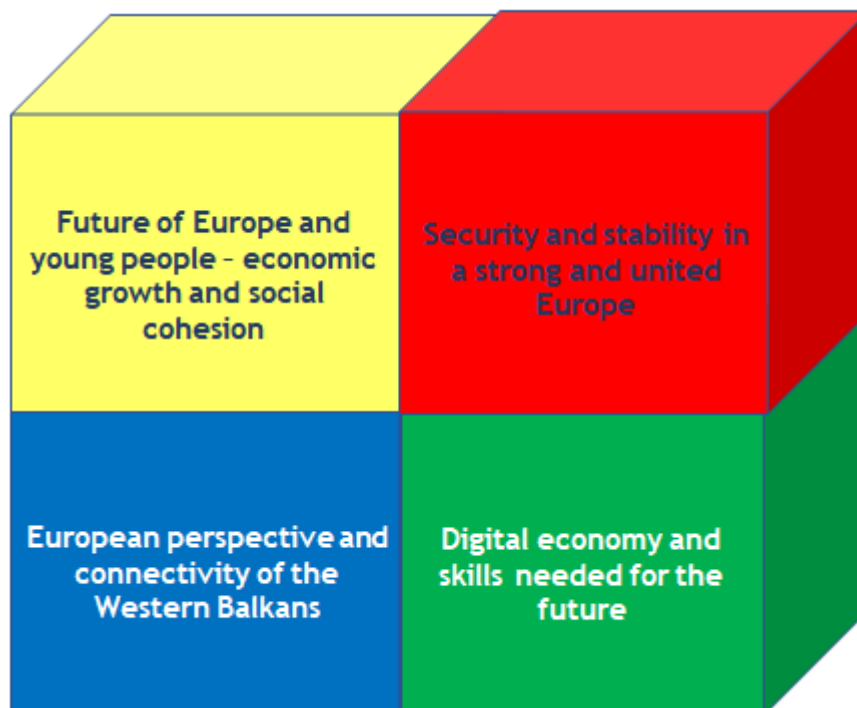 Future of Europe and
young people – economic
growth and social
cohesion
Security and stability in
a strong and united
Europe
European perspective and
connectivity of the
Western Balkans
Digital economy and
skills needed for the
future